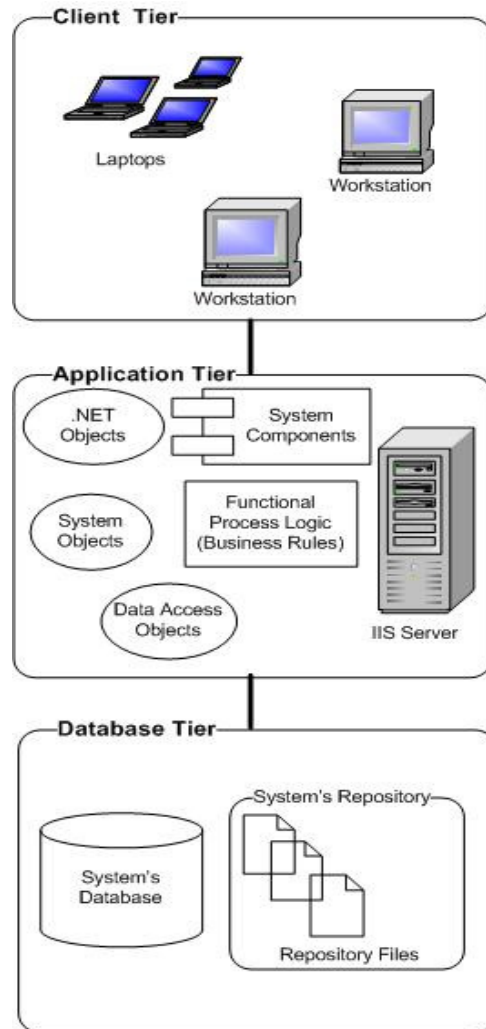 Client Tier
Laptops
Workstation
Workstation
Application Tier
.NET
Objects
System
Components
System
Objects
Functional
Process Logic
(Business Rules)
Data Access
Objects
IIS Server
Database Tier
System's
Database
System's Repository
Repository Files